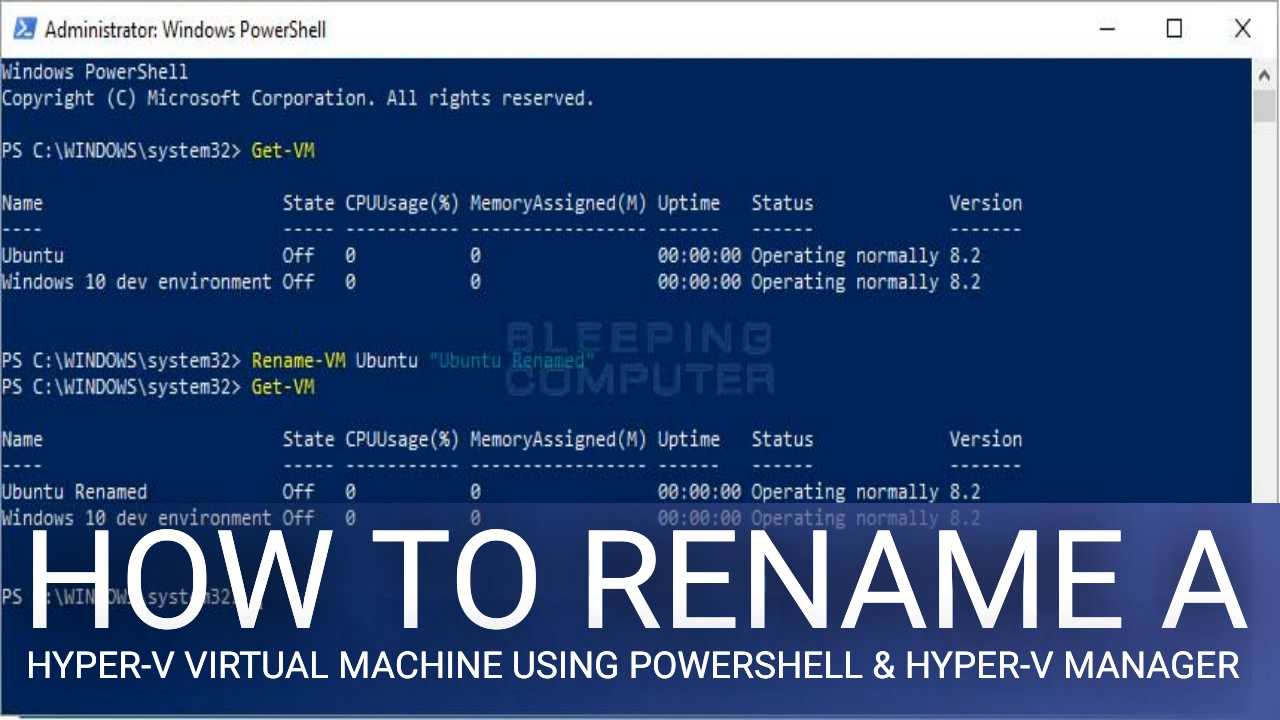 Administrator: Windows PowerShell
Windows PowerShell
Copyright (C) Microsoft Corporation. All rights reserved.
PS C:\WINDOWS\system32> Get-VM
Name State CPUUsage(%) MemoryAssigned(M) Uptime Status Version
---- ----- ----------- ----------------- ------ ------ -------
Ubuntu Off 0 0 00:00:00 Operating normally 8.2
Windows 10 dev environment Off 0 0 00:00:00 Operating normally 8.2
PS C:\WINDOWS\system32> Rename-VM Ubuntu "Ubuntu Renamed"
PS C:\WINDOWS\system32> Get-VM
BLEEPING
COMPUTER
Name State CPUUsage(%) MemoryAssigned(M) Uptime Status Version
---- ----- ----------- ----------------- ------ ------ -------
Ubuntu Renamed Off 0 0 00:00:00 Operating normally 8.2
Windows 10 dev environment Off 0 0 00:00:00 Operating normally 8.2
PS C:\WINDOWS\system32>
HOW TO RENAME A
HYPER-V VIRTUAL MACHINE USING POWERSHELL & HYPER-V MANAGER